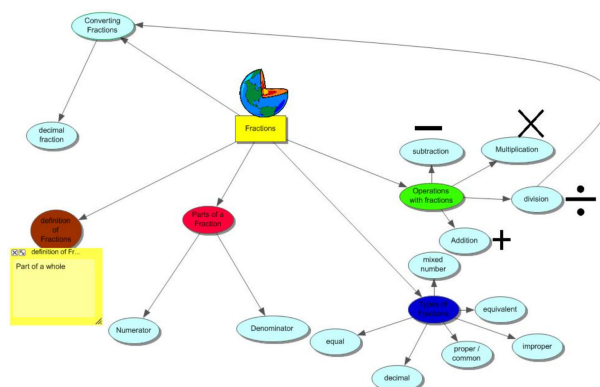 Converting
Fractions
decimal
fraction
Fractions
subtraction
Multiplication
Operations
with fractions
division
Addition
definition
of
Fractions
definition of Fr...
Part of a whole
Parts of a
Fraction
Numerator
Denominator
mixed
number
equivalent
improper
proper /
common
decimal
equal